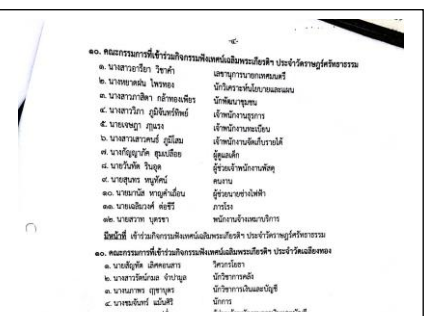 -๔-
๑๐. คณะกรรมการที่เข้าร่วมกิจกรรมฟังเทศน์เฉลิมพระเกียรติฯ ประจำวัดราษฎร์ศรัทธาธรรม
๑. นางสาวอารียา วิชาคำ เลขานุการนายกเทศมนตรี
๒. นางหยาดฝน ไพรทอง นักวิเคราะห์นโยบายและแผน
๓. นางสาวภาสิตา กล้าทองเพียร นักพัฒนาชุมชน
๔. นางสาววิภา ภูมิจันทร์ทิพย์ เจ้าพนักงานธุรการ
๕. นายเจษฎา ภูแรง เจ้าพนักงานทะเบียน
๖. นางสาวเสาวคนธ์ ภูมิโสม เจ้าพนักงานจัดเก็บรายได้
๗. นางกัญญาภัค สุมเปลือย ผู้ดูแลเด็ก
๘. นายวันทัด รินอุด ผู้ช่วยเจ้าพนักงานพัสดุ
๙. นายสุนทร หนูทัศน์ คนงาน
๑๐. นายมานัส หาญคำเถื่อน ผู้ช่วยนายช่างไฟฟ้า
๑๑. นายเฉลิมวงศ์ ต่อชีวี ภารโรง
๑๒. นายสวาท บุตรชา พนักงานจ้างเหมาบริการ
มีหน้าที่ เข้าร่วมกิจกรรมฟังเทศน์เฉลิมพระเกียรติฯ ประจำวัดราษฎร์ศรัทธาธรรม
๑๐. คณะกรรมการที่เข้าร่วมกิจกรรมฟังเทศน์เฉลิมพระเกียรติฯ ประจำวัดเฉลียงทอง
๑. นายสัญทัด เลิศคอนสาร วิศวกรโยธา
๒. นางสาวรัตน์กมล จำปามูล นักวิชาการคลัง
๓. นางนภาพร ฤาชาบุตร นักวิชาการเงินและบัญชี
๔. นางชมจันทร์ แม้นศิริ นักการ